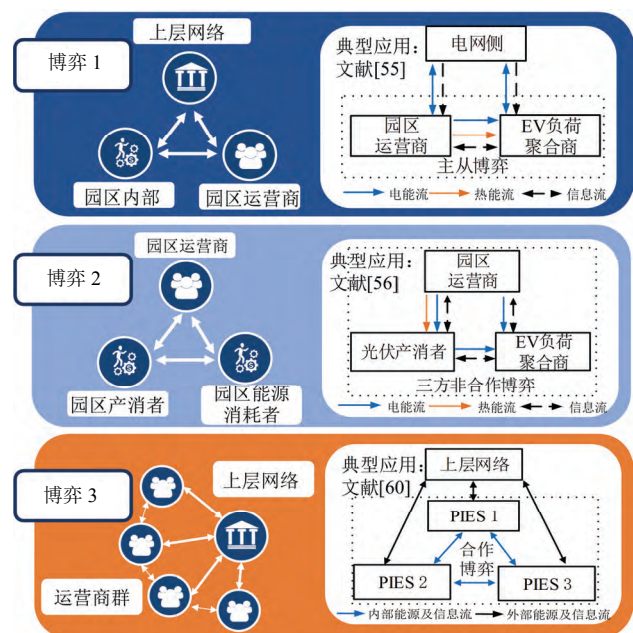 博弈 1
上层网络
园区内部
园区运营商
典型应用:
文献[55]
电网侧
园区
运营商
EV负荷
聚合商
主从博弈
电能流
热能流
信息流
博弈 2
园区运营商
园区产消者
园区能源
消耗者
典型应用:
文献[56]
园区
运营商
光伏产消者
EV负荷
聚合商
三方非合作博弈
电能流
热能流
信息流
博弈 3
上层网络
运营商群
典型应用:
文献[60]
上层网络
PIES 1
合作
博弈
PIES 2
PIES 3
内部能源及信息流
外部能源及信息流